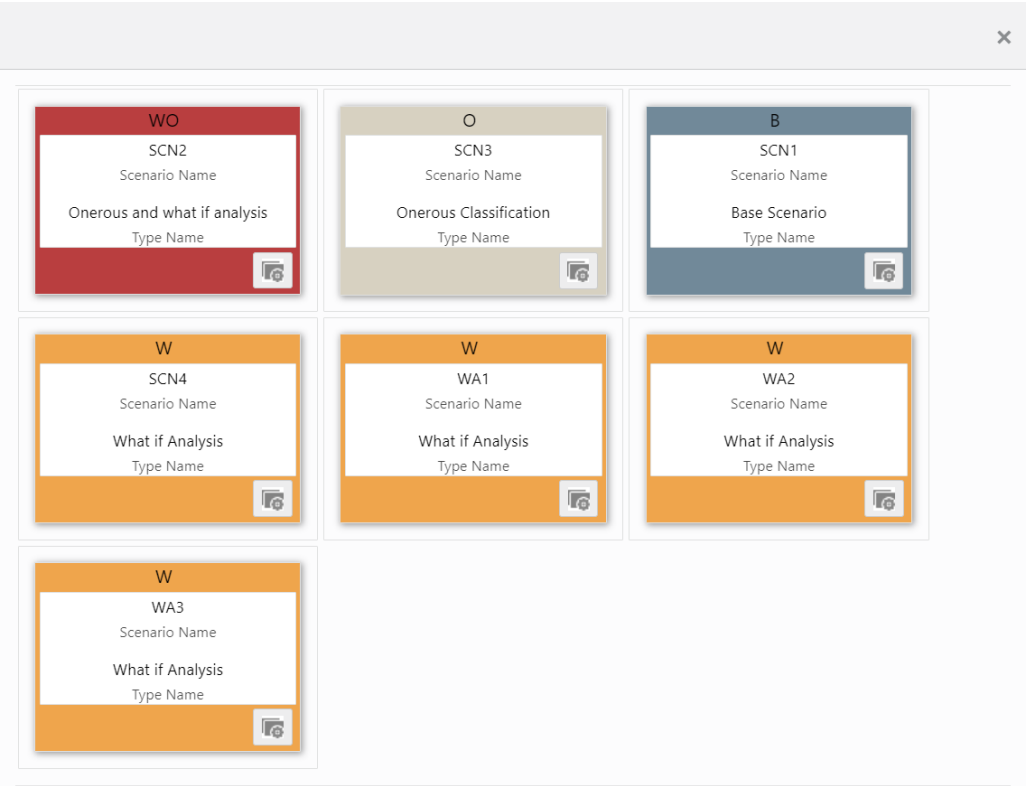 WO
SCN2
Scenario Name
Onerous and what if analysis
Type Name
O
SCN3
Scenario Name
Onerous Classification
Type Name
B
SCN1
Scenario Name
Base Scenario
Type Name
W
SCN4
Scenario Name
What if Analysis
Type Name
W
WA1
Scenario Name
What if Analysis
Type Name
W
WA2
Scenario Name
What if Analysis
Type Name
W
WA3
Scenario Name
What if Analysis
Type Name